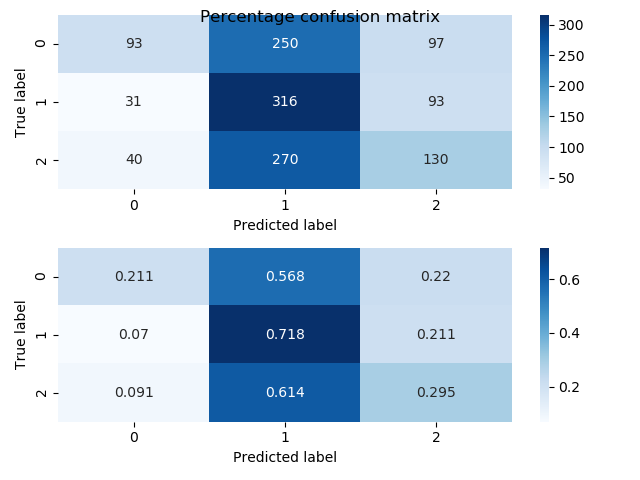 Percentage confusion matrix
True label
0 93 250 97
1 31 316 93
2 40 270 130
0 1 2
Predicted label
300
250
200
150
100
50
True label
0 0.211 0.568 0.22
1 0.07 0.718 0.211
2 0.091 0.614 0.295
0 1 2
Predicted label
0.6
0.4
0.2